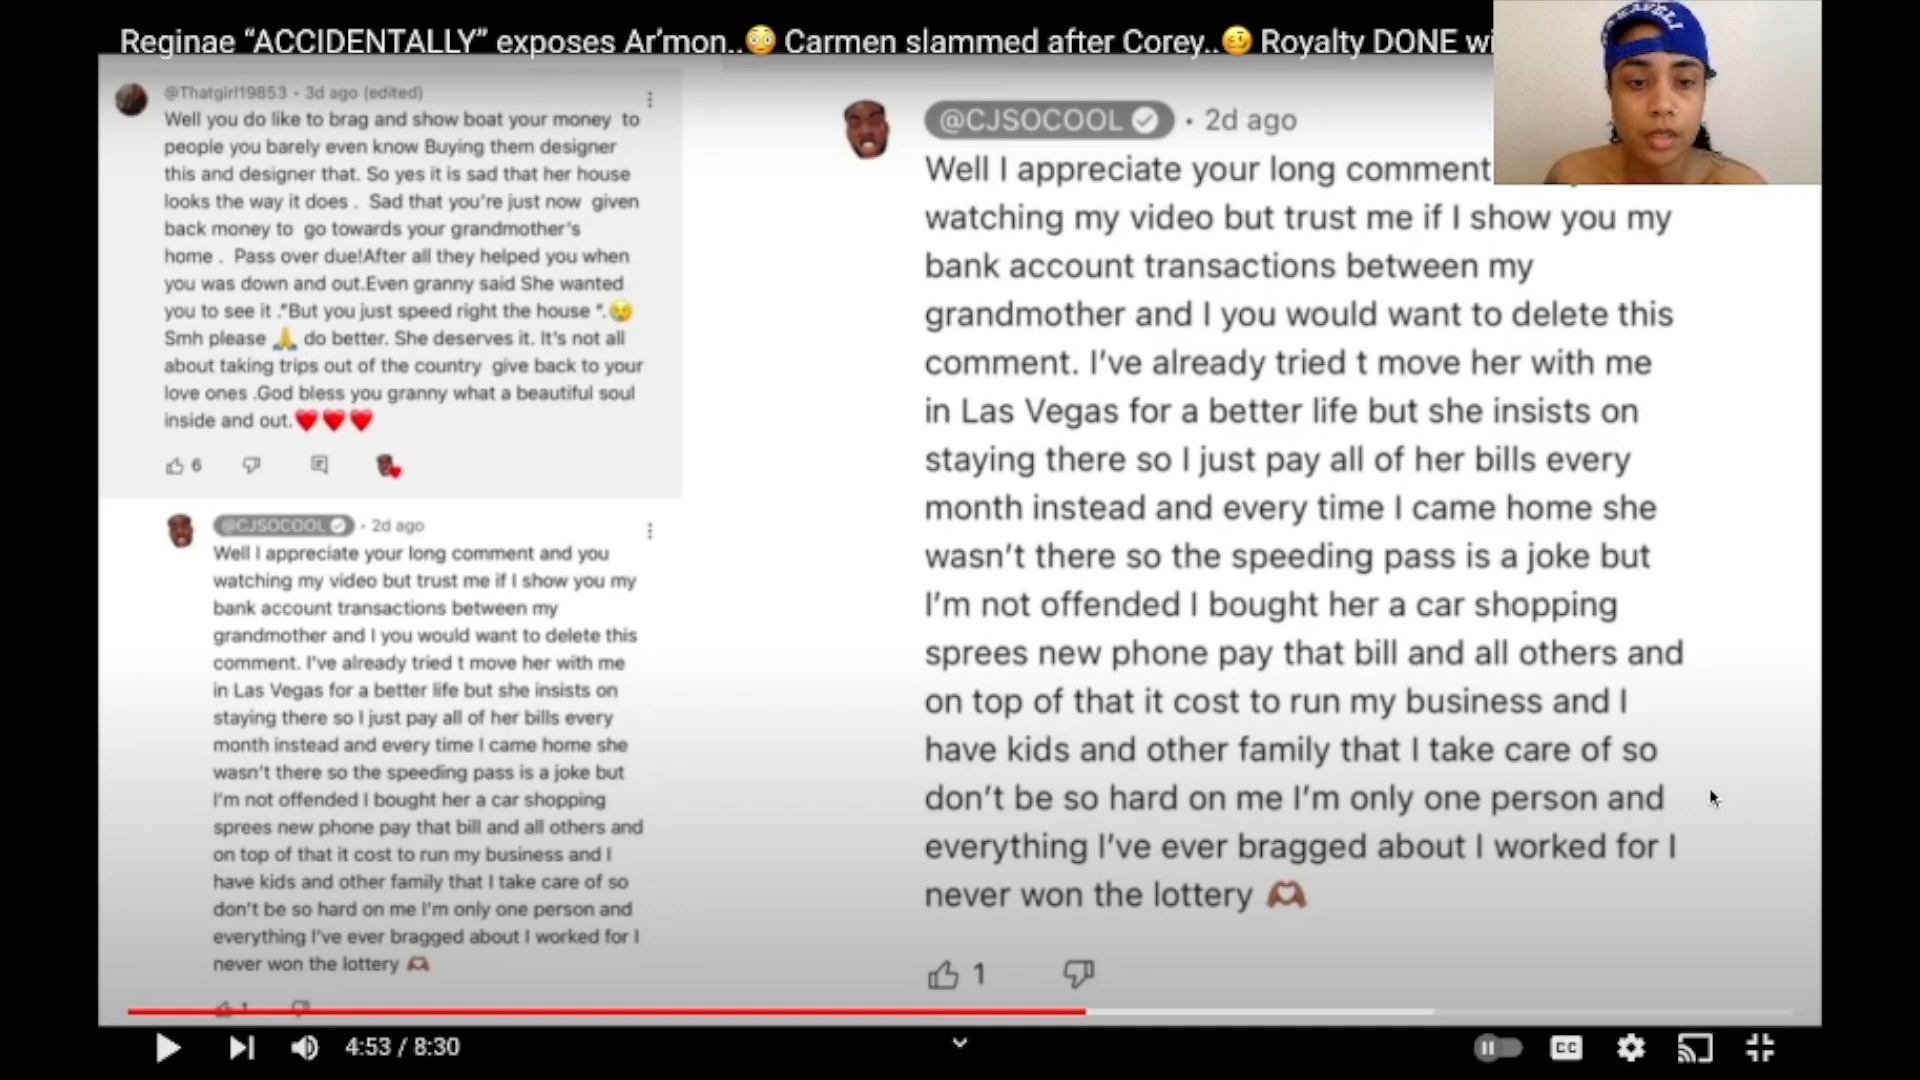 Reginae “ACCIDENTALLY” exposes Ar’mon..😳 Carmen slammed after Corey..🥴 Royalty DONE wi
@Thatgirl19853 • 3d ago (edited)
Well you do like to brag and show boat your money to
people you barely even know Buying them designer
this and designer that. So yes it is sad that her house
looks the way it does . Sad that you’re just now given
back money to go towards your grandmother’s
home . Pass over due!After all they helped you when
you was down and out.Even granny said She wanted
you to see it ."But you just speed right the house ".😢
Smh please 🙏 do better. She deserves it. It’s not all
about taking trips out of the country give back to your
love ones .God bless you granny what a beautiful soul
inside and out.❤️❤️❤️
6
@CJSOCOOL • 2d ago
Well I appreciate your long comment and you
watching my video but trust me if I show you my
bank account transactions between my
grandmother and I you would want to delete this
comment. I’ve already tried t move her with me
in Las Vegas for a better life but she insists on
staying there so I just pay all of her bills every
month instead and every time I came home she
wasn’t there so the speeding pass is a joke but
I’m not offended I bought her a car shopping
sprees new phone pay that bill and all others and
on top of that it cost to run my business and I
have kids and other family that I take care of so
don’t be so hard on me I’m only one person and
everything I’ve ever bragged about I worked for I
never won the lottery 🫶🏾
1
@CJSOCOOL • 2d ago
Well I appreciate your long comment
watching my video but trust me if I show you my
bank account transactions between my
grandmother and I you would want to delete this
comment. I’ve already tried t move her with me
in Las Vegas for a better life but she insists on
staying there so I just pay all of her bills every
month instead and every time I came home she
wasn’t there so the speeding pass is a joke but
I’m not offended I bought her a car shopping
sprees new phone pay that bill and all others and
on top of that it cost to run my business and I
have kids and other family that I take care of so
don’t be so hard on me I’m only one person and
everything I’ve ever bragged about I worked for I
never won the lottery 🫶🏾
1
4:53 / 8:30
CC